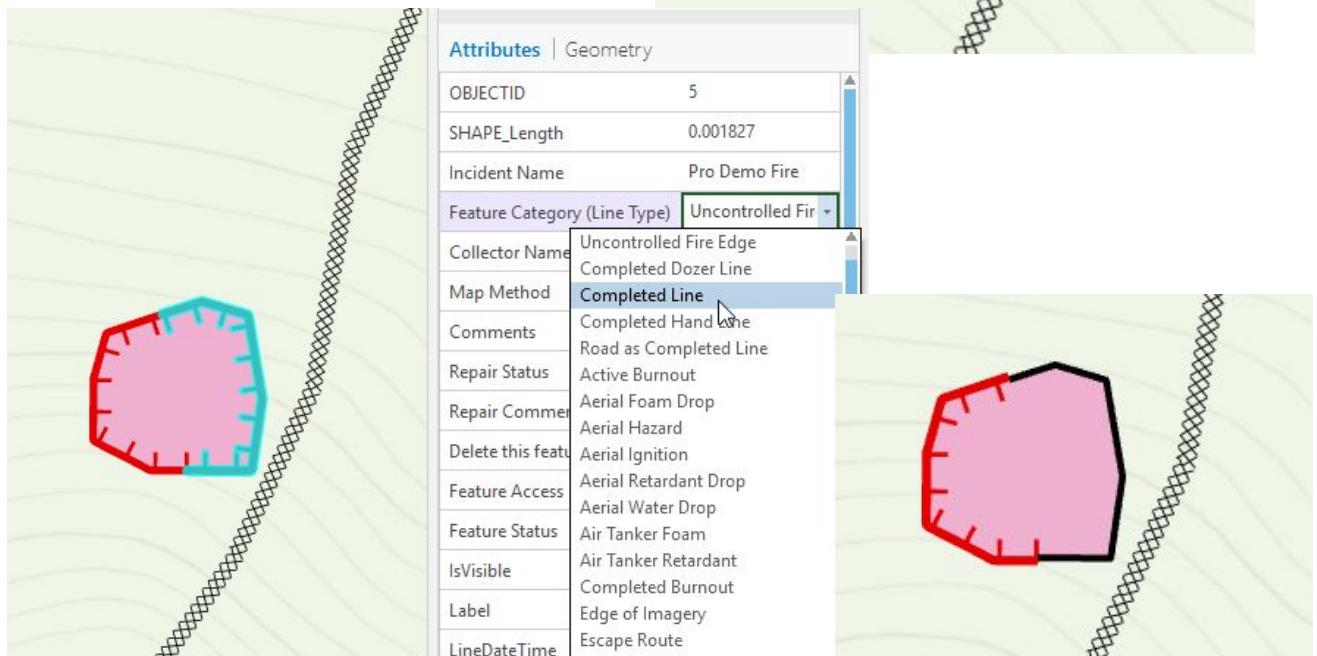 Attributes | Geometry
OBJECTID 5
SHAPE_Length 0.001827
Incident Name Pro Demo Fire
Feature Category (Line Type) Uncontrolled Fir
Collector Name
Map Method
Comments
Repair Status
Repair Commer
Delete this featu
Feature Access
Feature Status
IsVisible
Label
LineDateTime
Uncontrolled Fire Edge
Completed Dozer Line
Completed Line
Completed Hand Line
Road as Completed Line
Active Burnout
Aerial Foam Drop
Aerial Hazard
Aerial Ignition
Aerial Retardant Drop
Aerial Water Drop
Air Tanker Foam
Air Tanker Retardant
Completed Burnout
Edge of Imagery
Escape Route